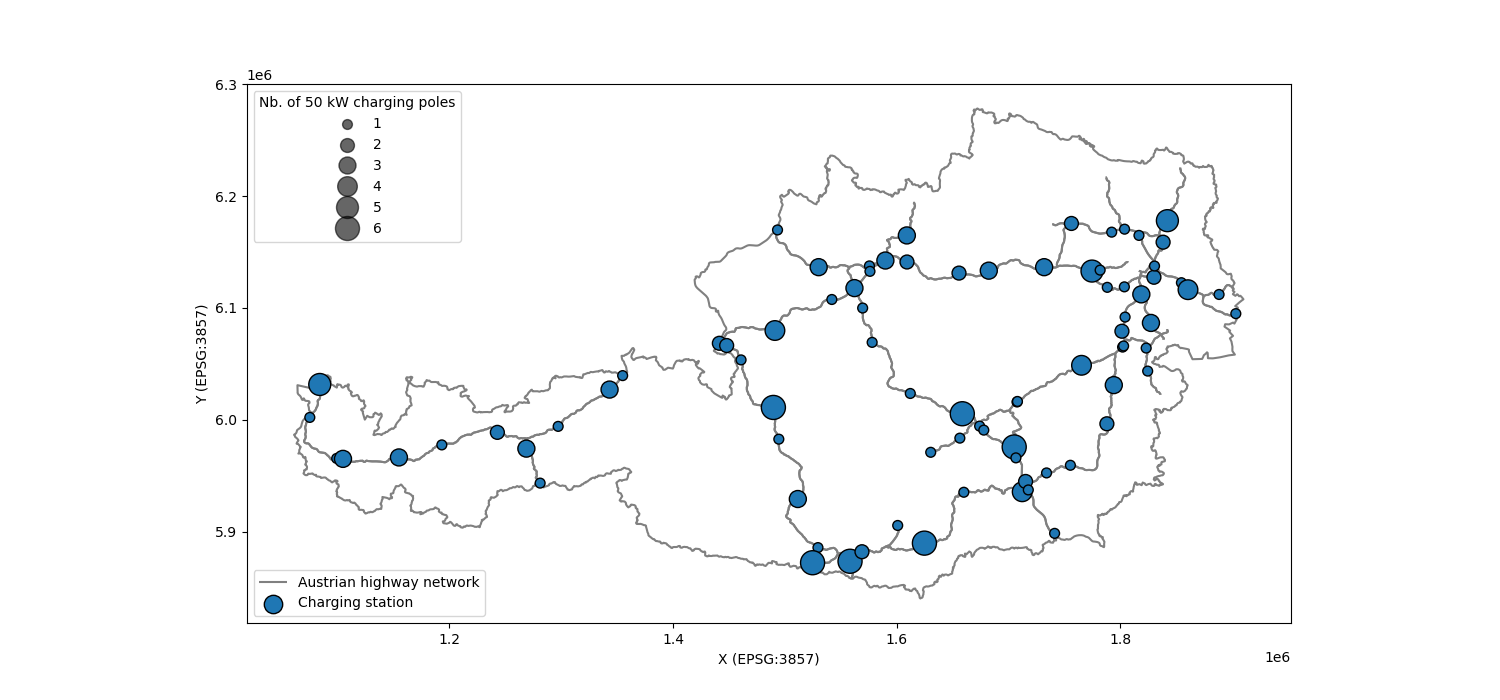 1e6
6.3
Nb. of 50 kW charging poles
1
2
3
4
5
6
6.2
6.1
6.0
5.9
Y (EPSG:3857)
Austrian highway network
Charging station
1.2
1.4
1.6
1.8
1e6
X (EPSG:3857)